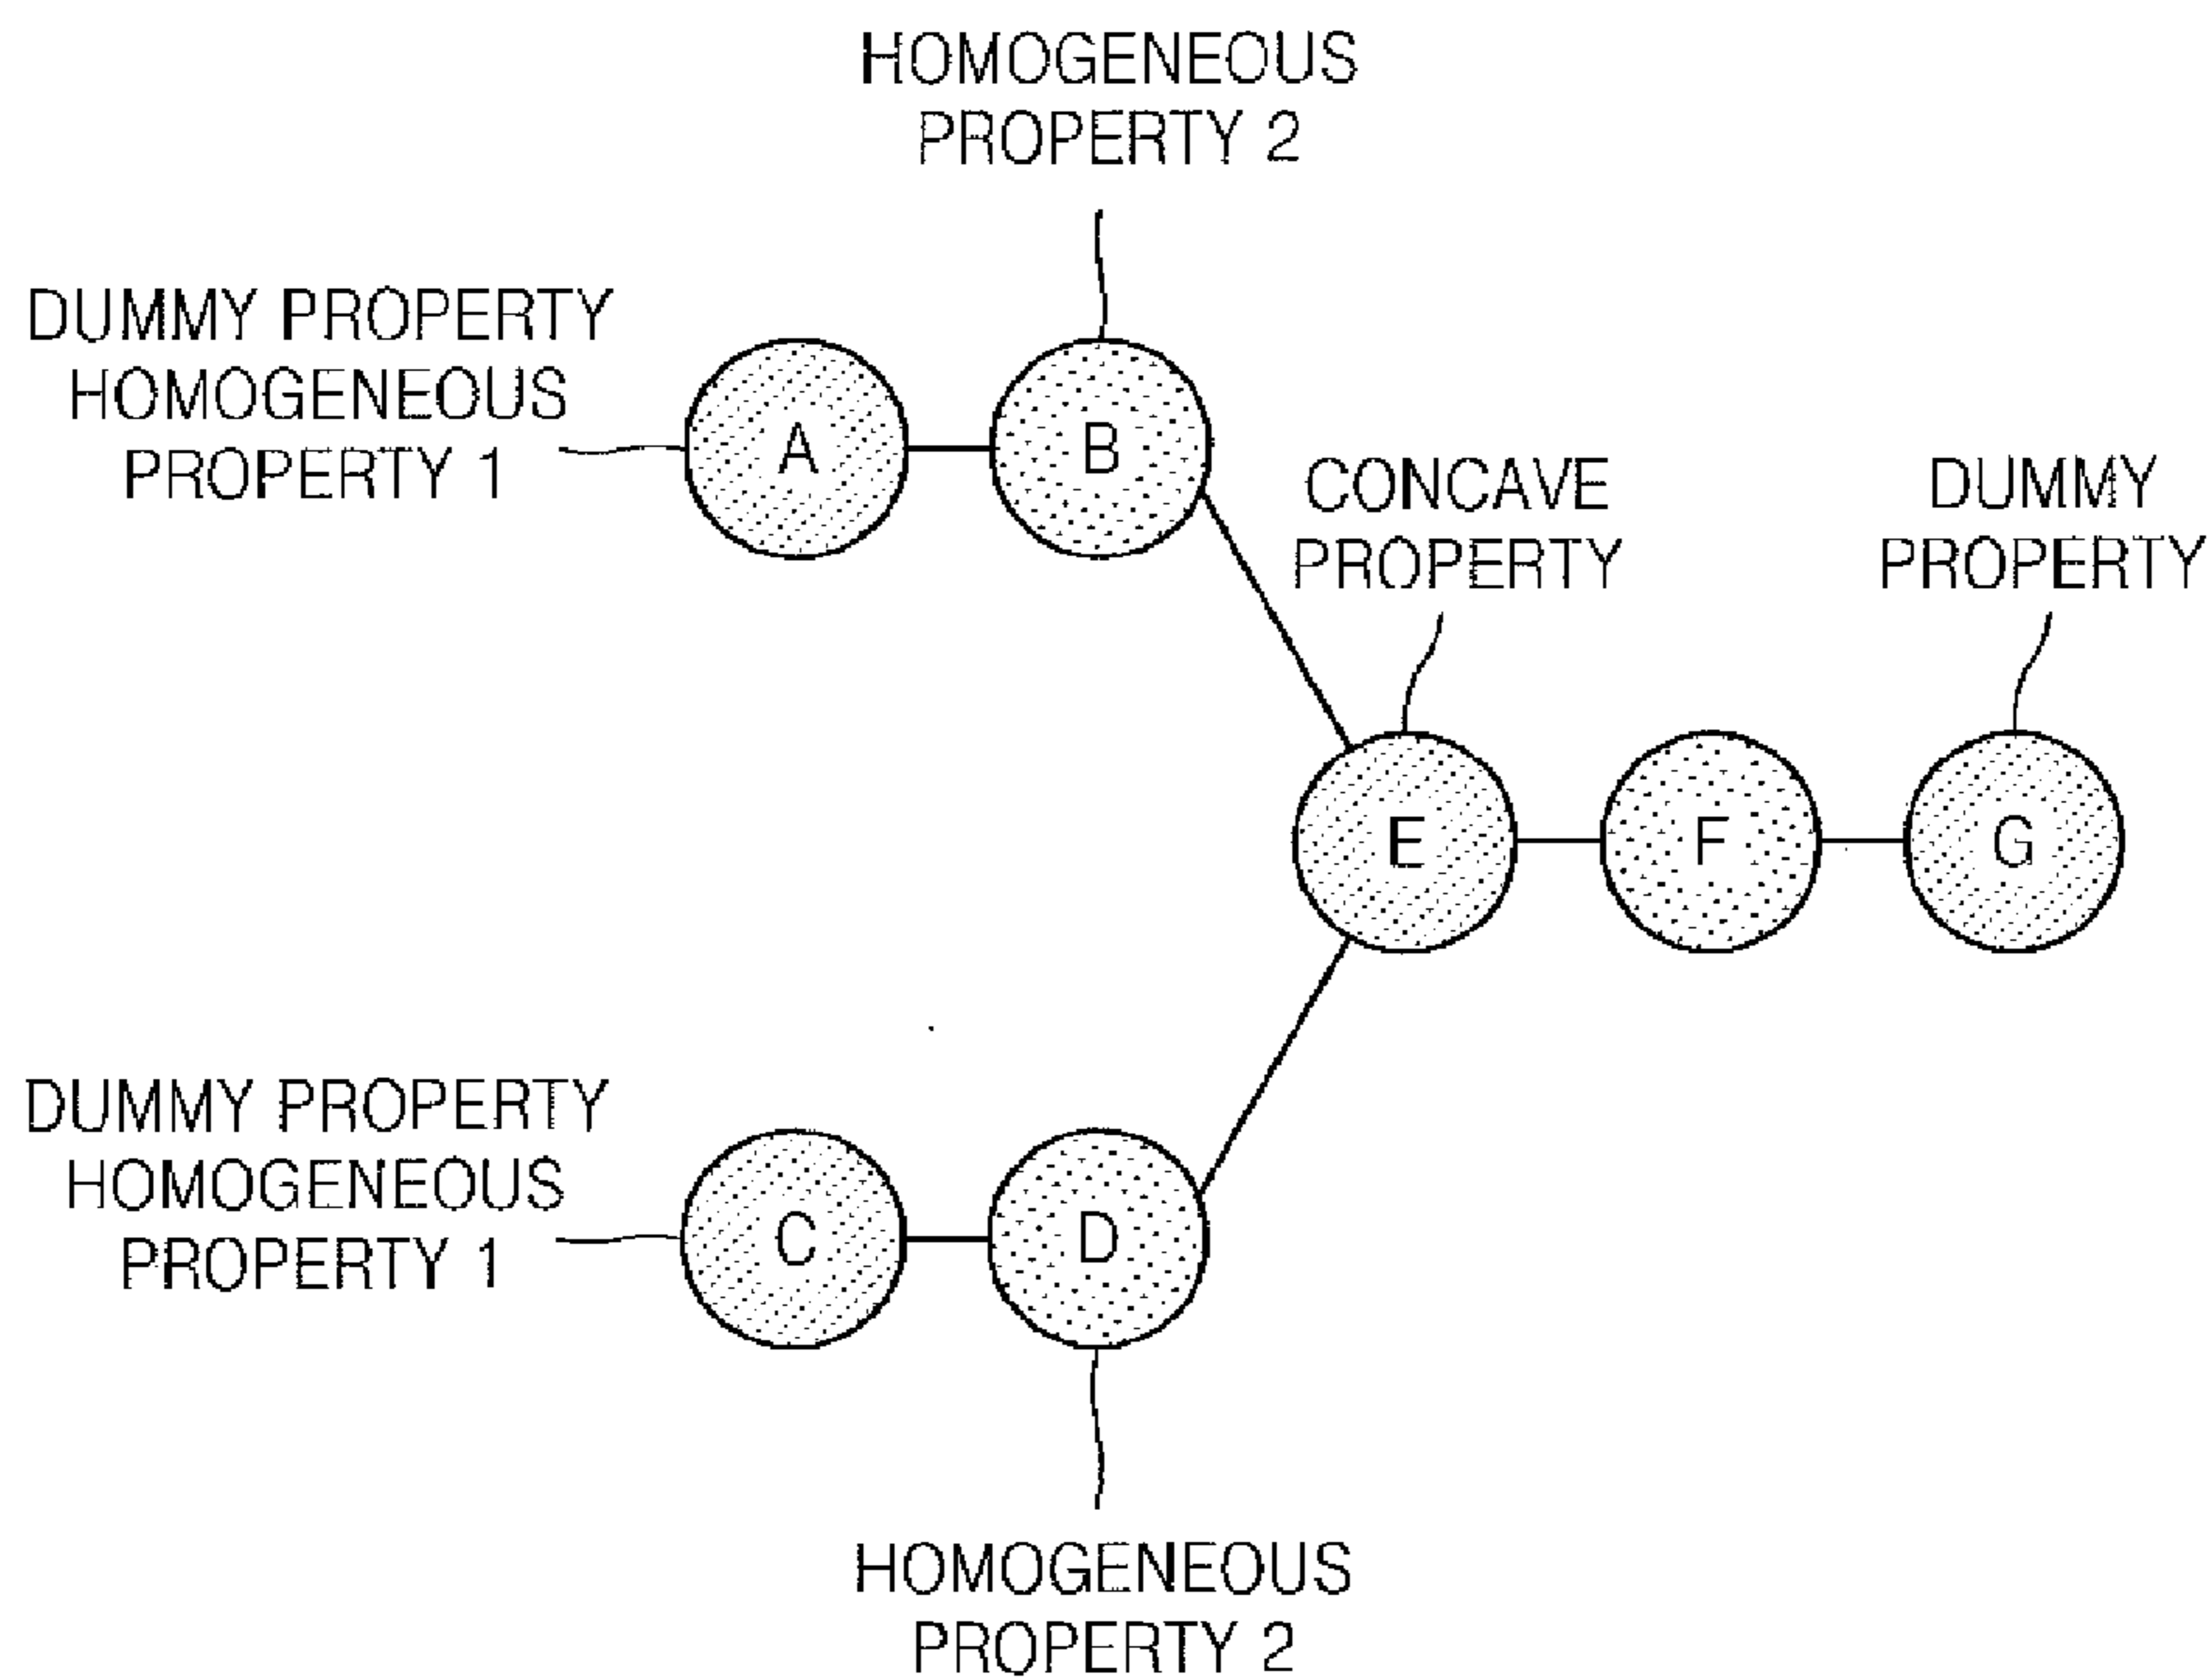 HOMOGENEOUS
PROPERTY 2
DUMMY PROPERTY
HOMOGENEOUS
PROPERTY 1
A
B
CONCAVE
PROPERTY
DUMMY
PROPERTY
E
F
G
DUMMY PROPERTY
HOMOGENEOUS
PROPERTY 1
C
D
HOMOGENEOUS
PROPERTY 2